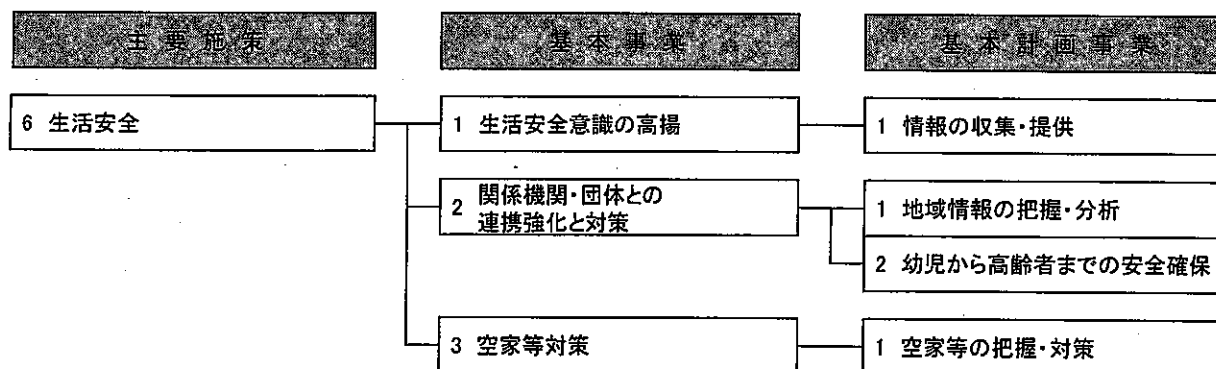 主要施策
基本事業
基本計画事業
6 生活安全
1 生活安全意識の高揚
1 情報の収集・提供
2 関係機関・団体との
連携強化と対策
1 地域情報の把握・分析
2 幼児から高齢者までの安全確保
3 空家等対策
1 空家等の把握・対策